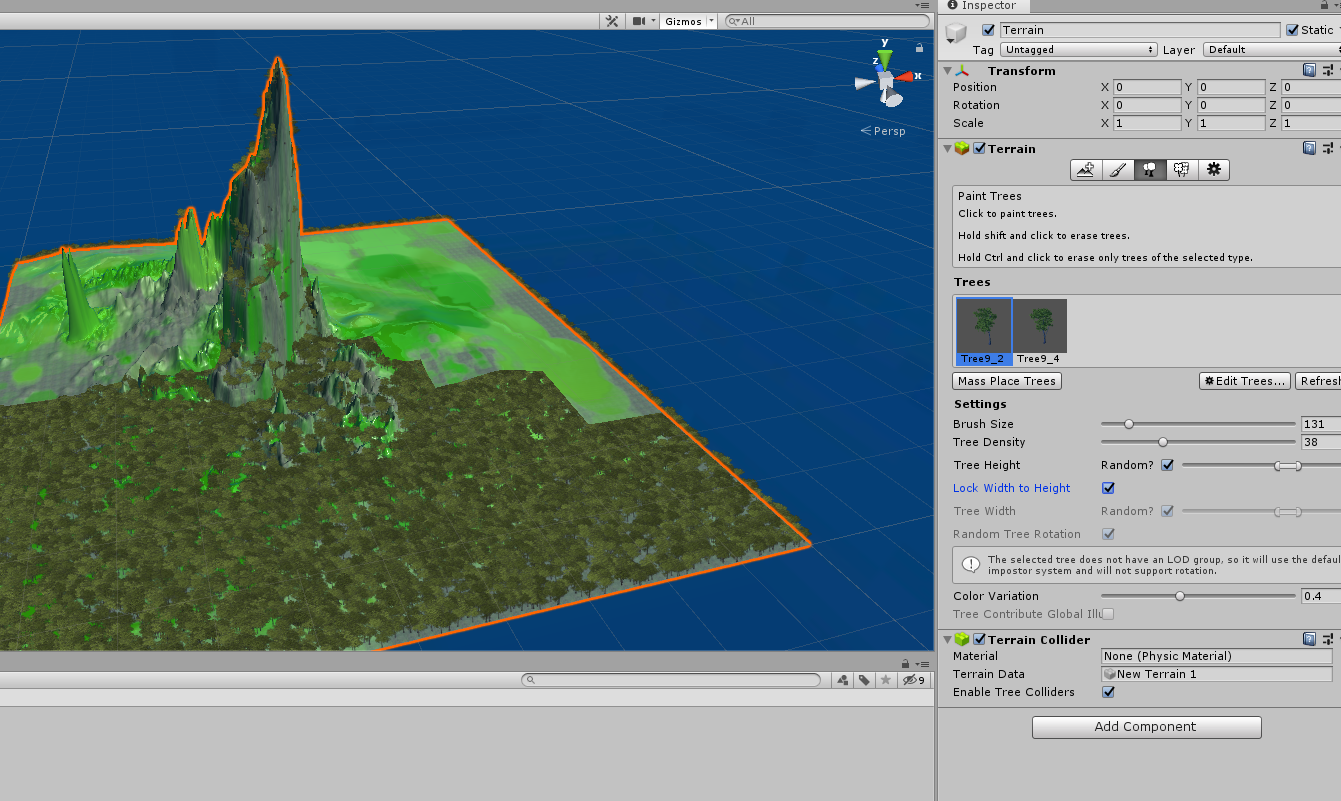 Inspector
Gizmos All
Terrain Static
Tag Untagged Layer Default
y
z
x
Persp
Transform
Position X 0 Y 0 Z 0
Rotation X 0 Y 0 Z 0
Scale X 1 Y 1 Z 1
Terrain
Paint Trees
Click to paint trees.
Hold shift and click to erase trees.
Hold Ctrl and click to erase only trees of the selected type.
Trees
Tree9_2 Tree9_4
Mass Place Trees Edit Trees... Refresh
Settings
Brush Size 131
Tree Density 38
Tree Height Random?
Lock Width to Height
Tree Width Random?
Random Tree Rotation
The selected tree does not have an LOD group, so it will use the defaul
impostor system and will not support rotation.
Color Variation 0.4
Tree Contribute Global Illu
Terrain Collider
Material None (Physic Material)
Terrain Data New Terrain 1
Enable Tree Colliders
9
Add Component